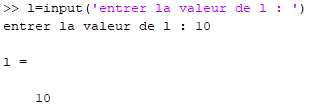 >> l=input('entrer la valeur de l : ')
entrer la valeur de l : 10
l =
10